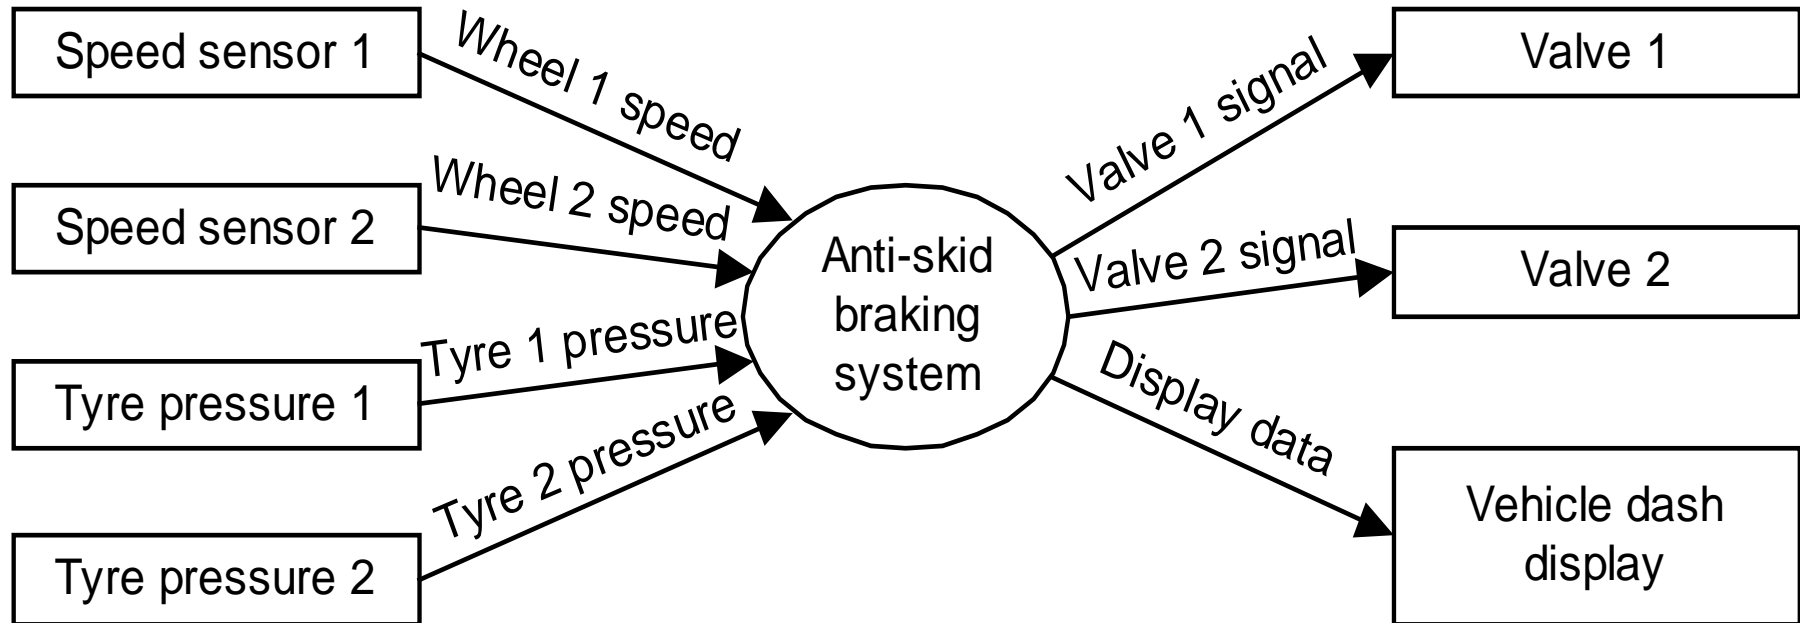 Speed sensor 1
Wheel 1 speed
Valve 1 signal
Valve 1
Speed sensor 2
Wheel 2 speed
Anti-skid
braking
system
Valve 2 signal
Valve 2
Tyre pressure 1
Tyre 1 pressure
Display data
Vehicle dash
display
Tyre pressure 2
Tyre 2 pressure